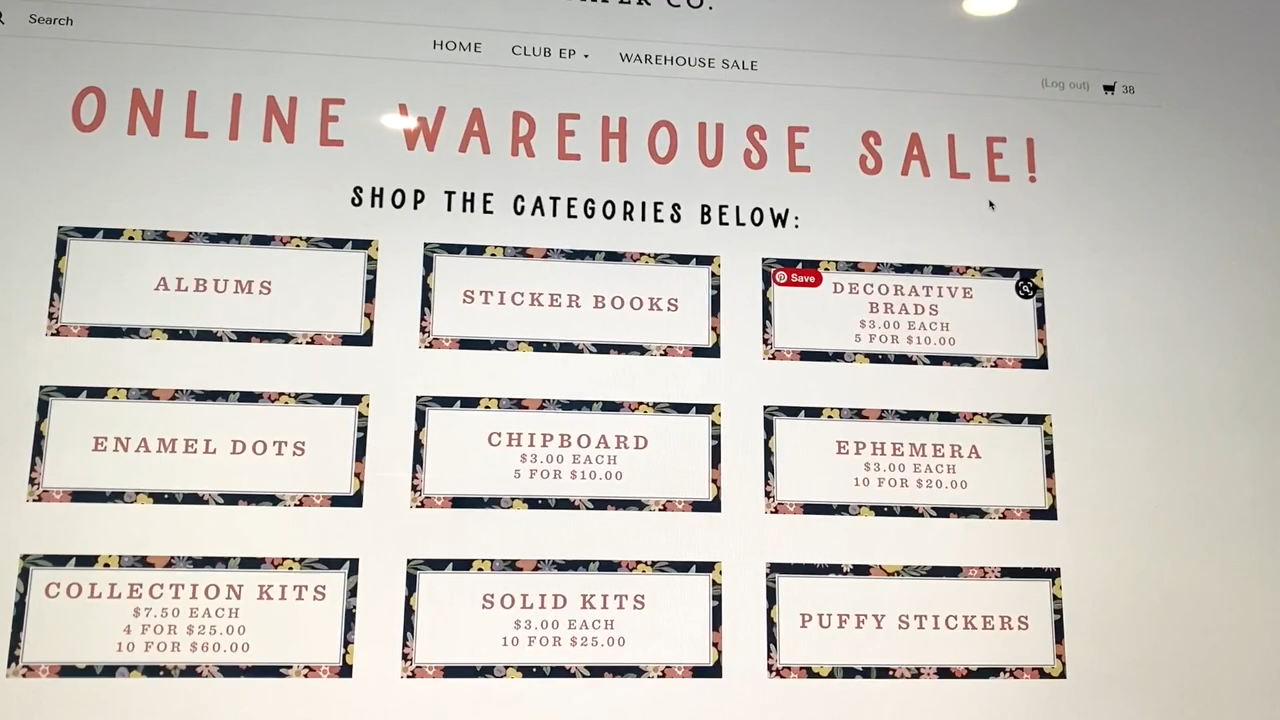 CO.
Search
HOME CLUB EP WAREHOUSE SALE
(Log out) 38
ONLINE WAREHOUSE SALE!
SHOP THE CATEGORIES BELOW:
ALBUMS
STICKER BOOKS
Save
DECORATIVE
BRADS
$3.00 EACH
5 FOR $10.00
ENAMEL DOTS
CHIPBOARD
$3.00 EACH
5 FOR $10.00
EPHEMERA
$3.00 EACH
10 FOR $20.00
COLLECTION KITS
$7.50 EACH
4 FOR $25.00
10 FOR $60.00
SOLID KITS
$3.00 EACH
10 FOR $25.00
PUFFY STICKERS